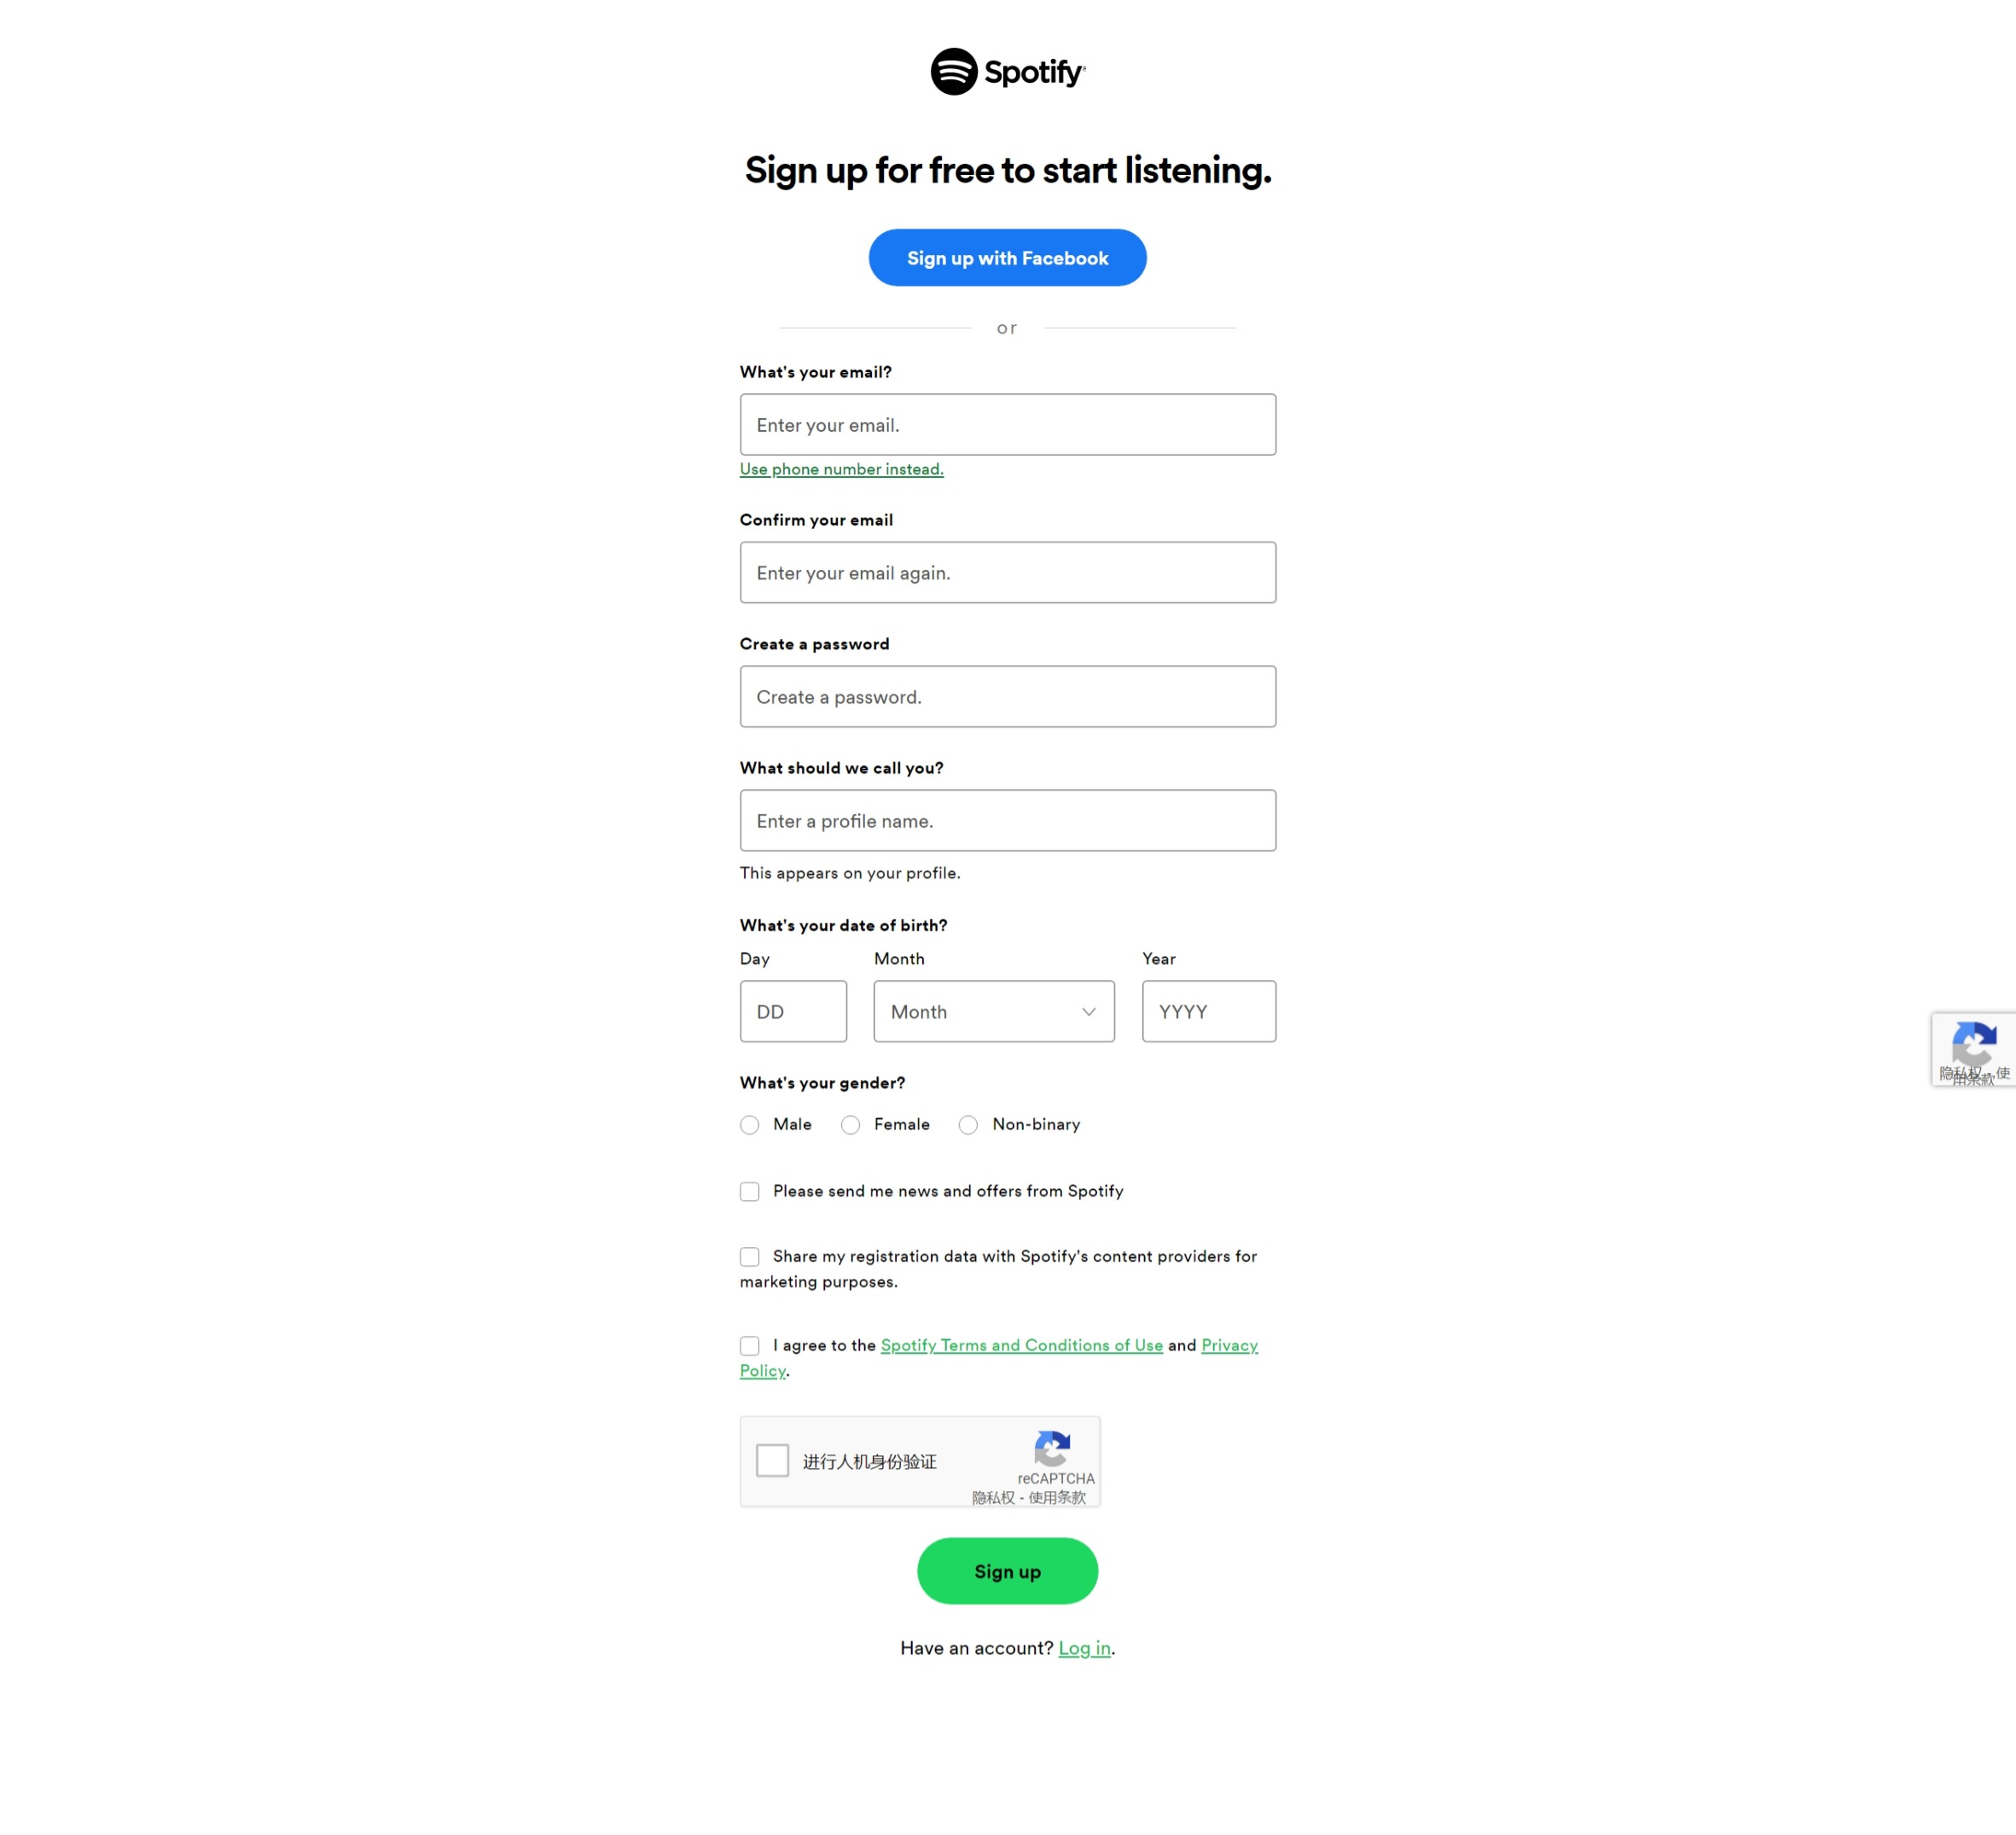 Spotify
Sign up for free to start listening.
Sign up with Facebook
or
What's your email?
Enter your email.
Use phone number instead.
Confirm your email
Enter your email again.
Create a password
Create a password.
What should we call you?
Enter a profile name.
This appears on your profile.
What's your date of birth?
Day Month Year
DD Month YYYY
What's your gender?
Male Female Non-binary
Please send me news and offers from Spotify
Share my registration data with Spotify's content providers for
marketing purposes.
I agree to the Spotify Terms and Conditions of Use and Privacy
Policy.
进行人机身份验证
reCAPTCHA
隐私权 - 使用条款
Sign up
Have an account? Log in.
隐私权 - 使
用条款